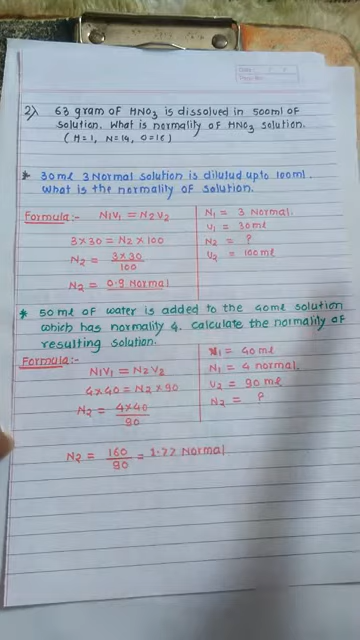 2) 63 gram of HNO3 is dissolved in 500ml of
solution. What is normality of HNO3 solution.
(H=1, N=14, O=16)
* 30ml 3 Normal solution is diluted upto 100ml.
What is the normality of solution.
Formula:- N1V1 = N2V2
3×30 = N2×100
N2 = 3×30
100
N2 = 0.9 Normal
N1 = 3 Normal.
V1 = 30ml
N2 = ?
V2 = 100ml
* 50 ml of water is added to the 40ml solution
which has normality 4. Calculate the normality of
resulting solution.
Formula:-
N1V1 = N2V2
4×40 = N2×90
N2 = 4×40
90
V1 = 40ml
N1 = 4 normal.
V2 = 90ml
N2 = ?
N2 = 160 = 1.77 Normal
90